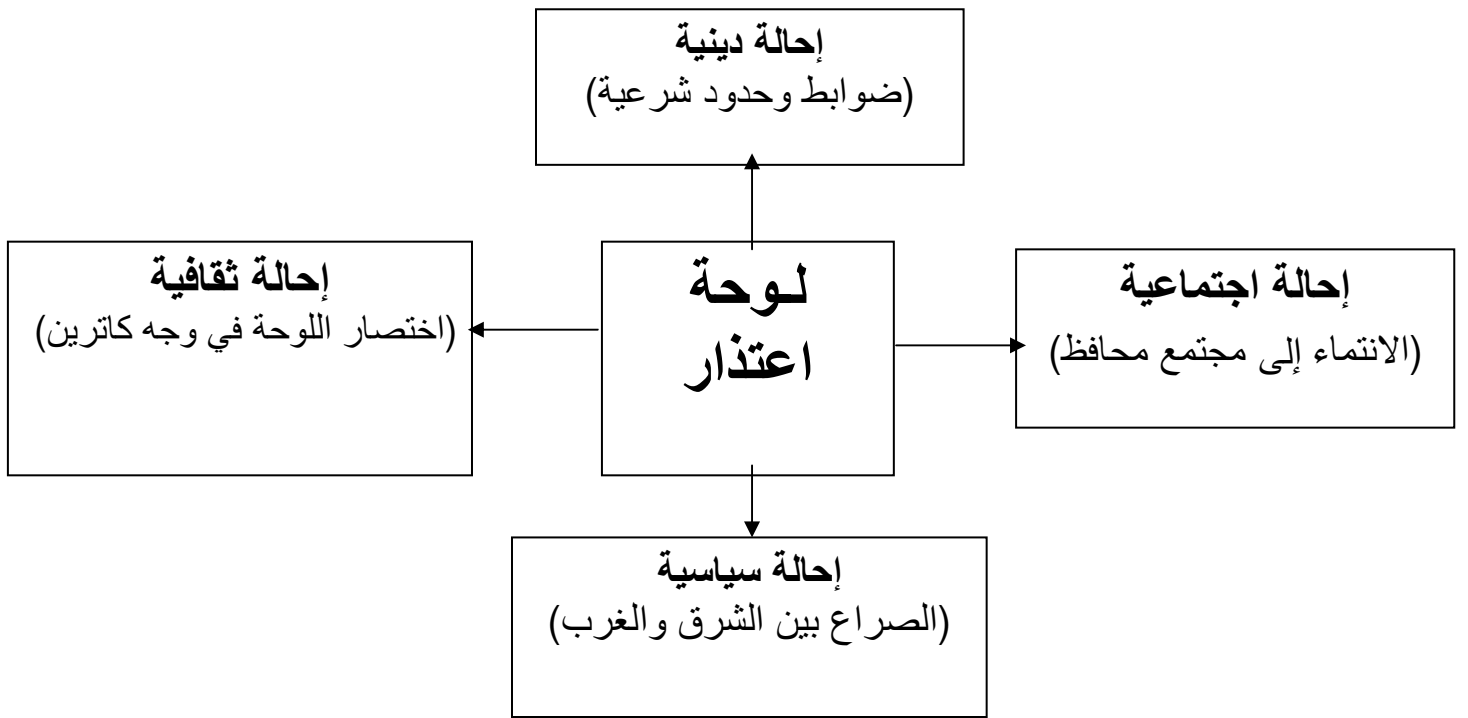 إحالة دينية
(ضوابط وحدود شرعية)
إحالة اجتماعية
(الانتماء إلى مجتمع محافظ)
لـوحة
اعتذار
إحالة ثقافية
(اختصار اللوحة في وجه كاترين)
إحالة سياسية
(الصراع بين الشرق والغرب)